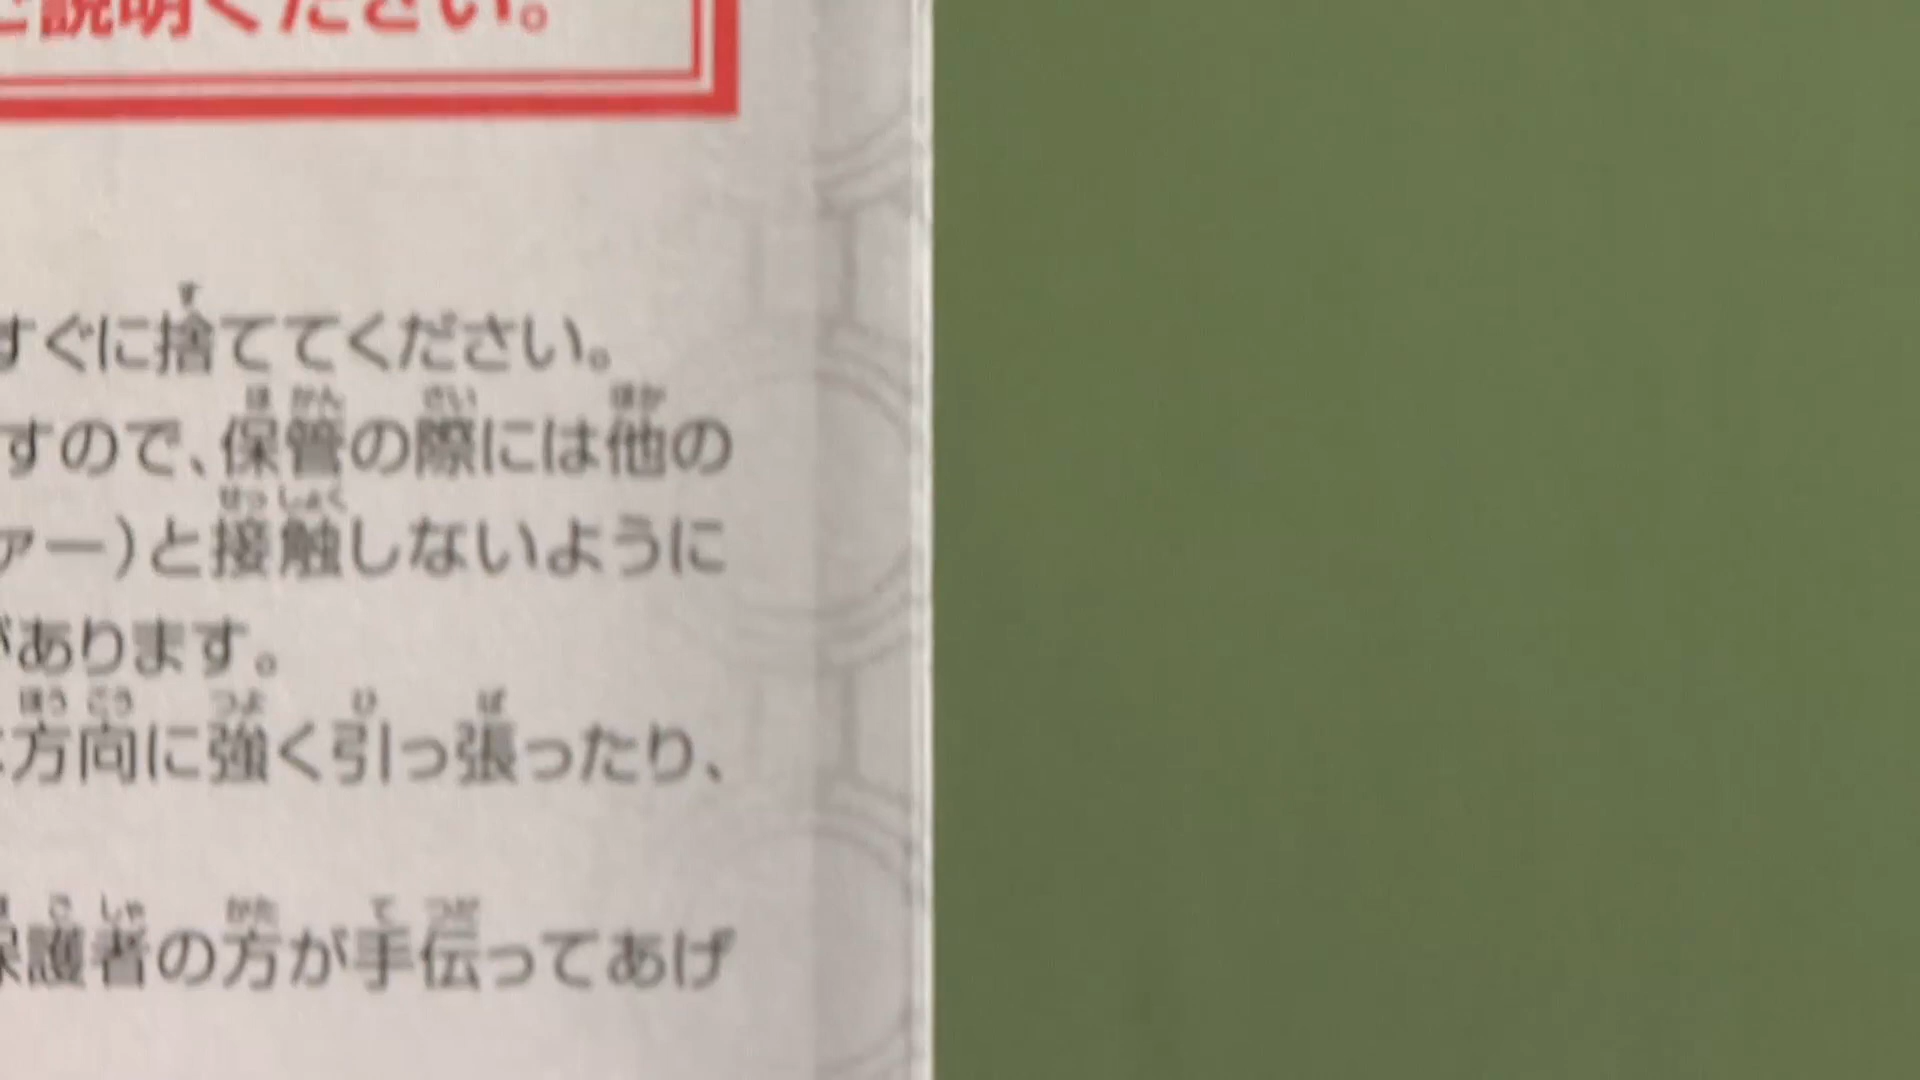 ご説明ください。
すぐに捨ててください。
すので、保管の際には他の
ァー)と接触しないように
があります。
方向に強く引っ張ったり、
保護者の方が手伝ってあげ